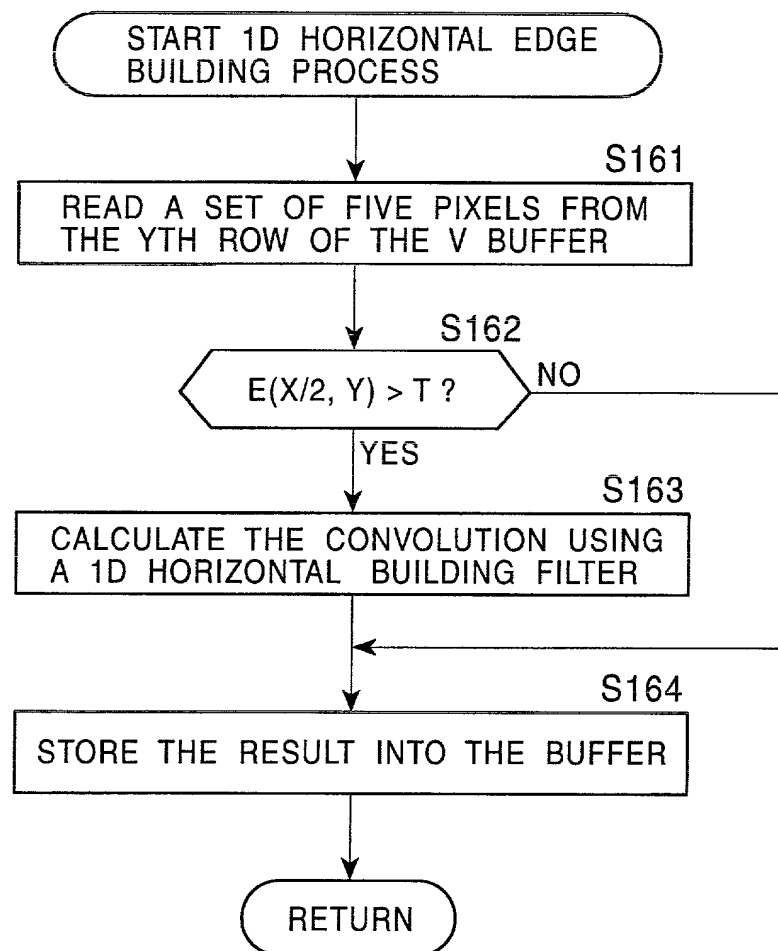 START 1D HORIZONTAL EDGE
BUILDING PROCESS
S161
READ A SET OF FIVE PIXELS FROM
THE YTH ROW OF THE V BUFFER
S162
E(X/2, Y) > T ?
NO
YES
S163
CALCULATE THE CONVOLUTION USING
A 1D HORIZONTAL BUILDING FILTER
S164
STORE THE RESULT INTO THE BUFFER
RETURN